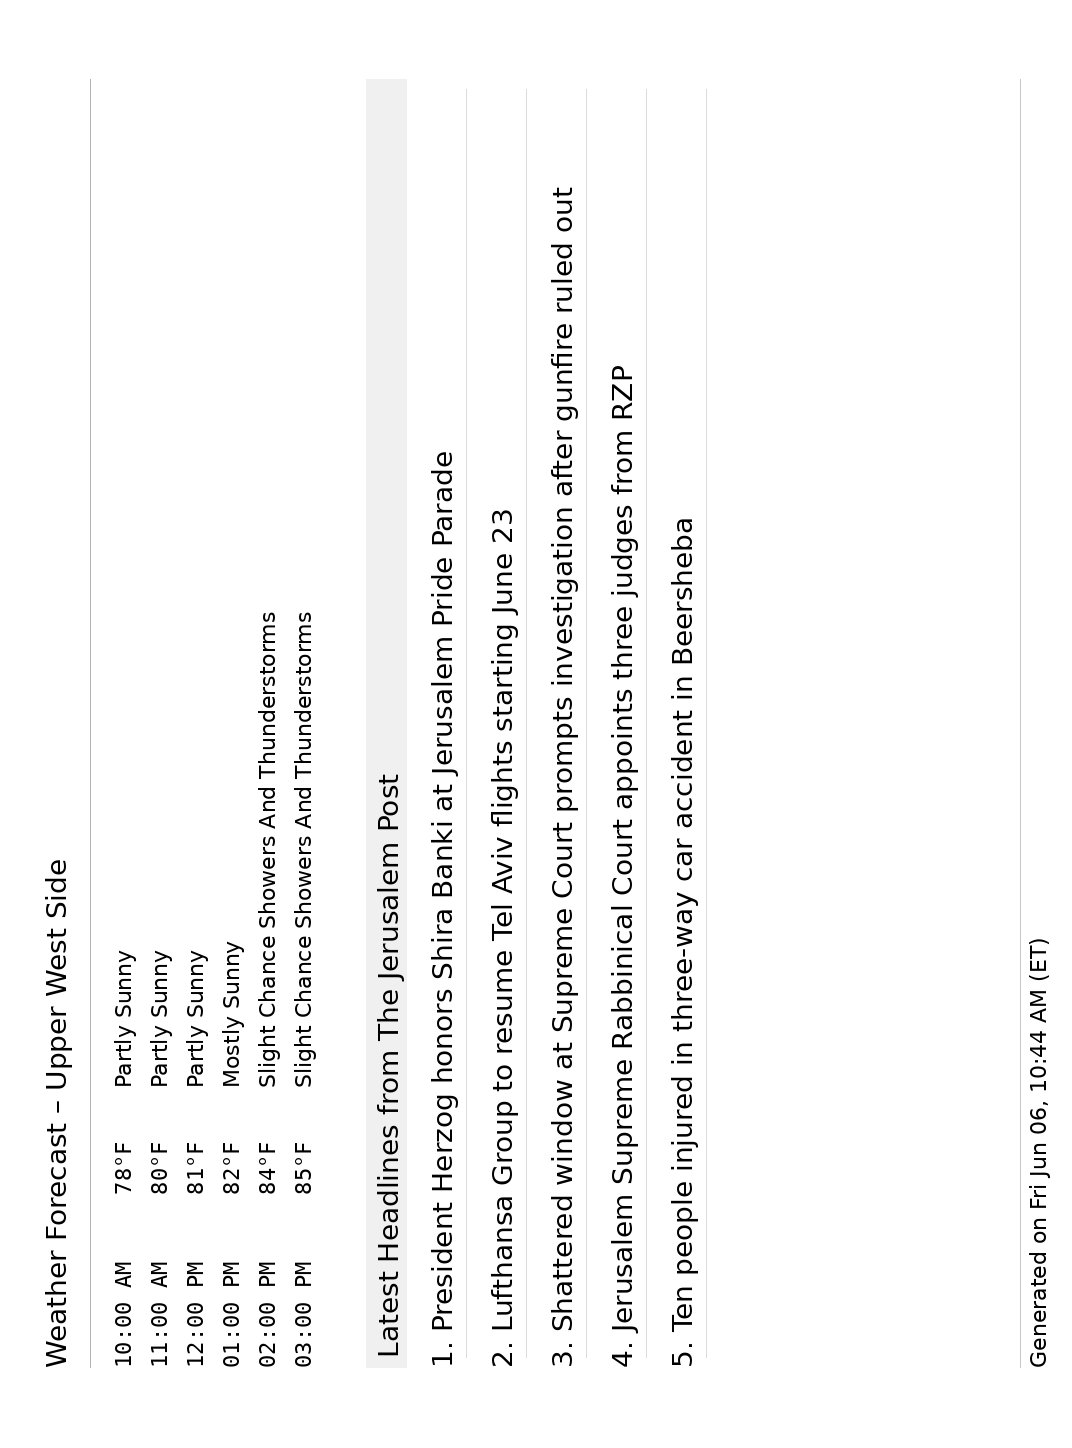 Weather Forecast – Upper West Side
10:00 AM 78°F Partly Sunny
11:00 AM 80°F Partly Sunny
12:00 PM 81°F Partly Sunny
01:00 PM 82°F Mostly Sunny
02:00 PM 84°F Slight Chance Showers And Thunderstorms
03:00 PM 85°F Slight Chance Showers And Thunderstorms
Latest Headlines from The Jerusalem Post
1. President Herzog honors Shira Banki at Jerusalem Pride Parade
2. Lufthansa Group to resume Tel Aviv flights starting June 23
3. Shattered window at Supreme Court prompts investigation after gunfire ruled out
4. Jerusalem Supreme Rabbinical Court appoints three judges from RZP
5. Ten people injured in three-way car accident in Beersheba
Generated on Fri Jun 06, 10:44 AM (ET)